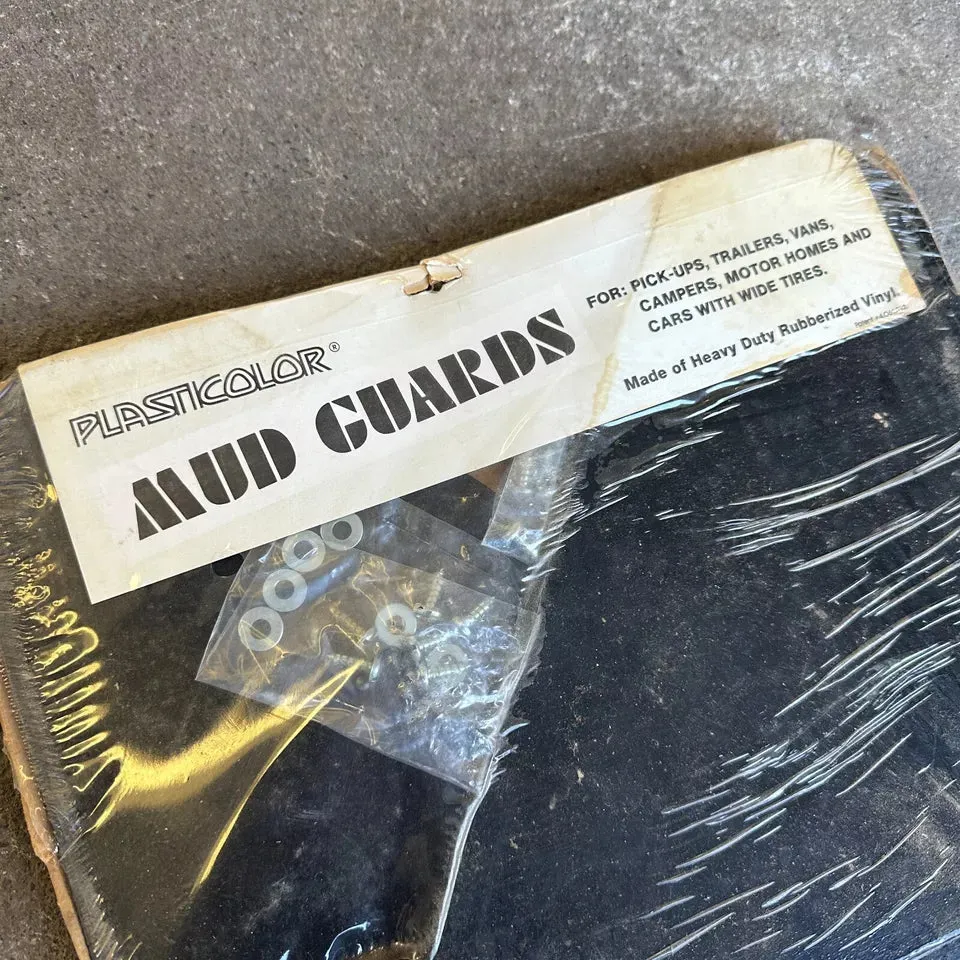 PLASTICOLOR®
MUD GUARDS
FOR: PICK-UPS, TRAILERS, VANS,
CAMPERS, MOTOR HOMES AND
CARS WITH WIDE TIRES.
Made of Heavy Duty Rubberized Vinyl.